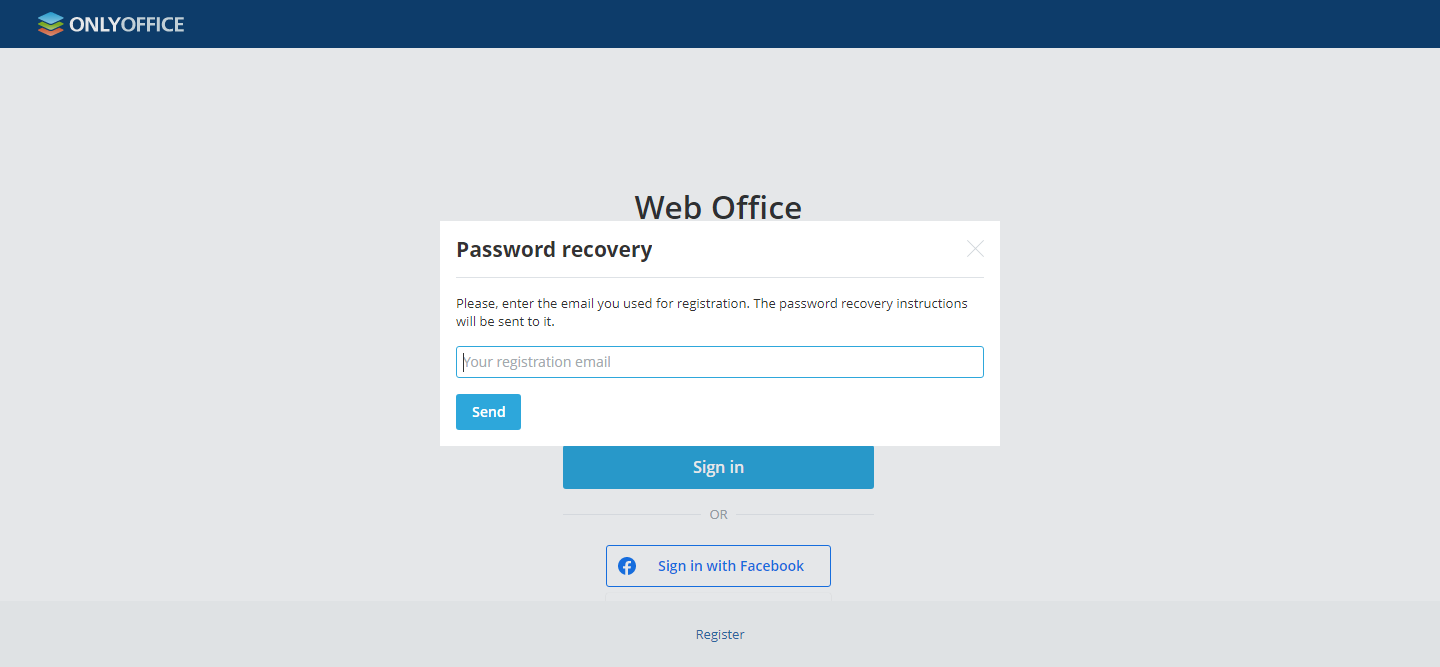 ONLYOFFICE
Web Office
Password recovery
Please, enter the email you used for registration. The password recovery instructions
will be sent to it.
Your registration email
Send
Sign in
OR
Sign in with Facebook
Register